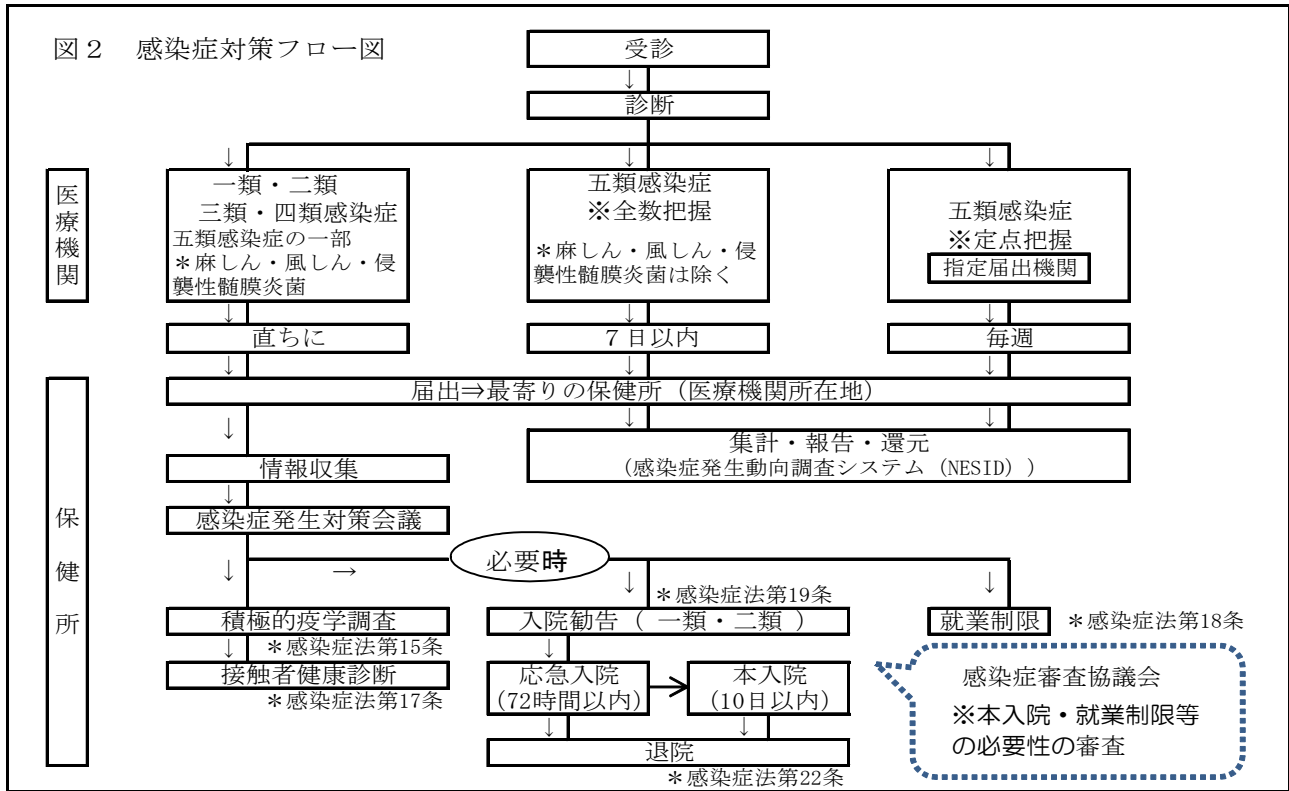 図２　感染症対策フロー図
受診
↓
診断
↓ ↓ ↓
医療機関
一類・二類
三類・四類感染症
五類感染症の一部
＊麻しん・風しん・侵
襲性髄膜炎菌
五類感染症
※全数把握
＊麻しん・風しん・侵
襲性髄膜炎菌は除く
五類感染症
※定点把握
指定届出機関
↓ ↓ ↓
直ちに
７日以内
毎週
↓ ↓ ↓
保健所
届出⇒最寄りの保健所（医療機関所在地）
↓ ↓ ↓
集計・報告・還元
（感染症発生動向調査システム（NESID））
情報収集
↓
感染症発生対策会議
↓ → 必要時 ↓ ↓
＊感染症法第19条
積極的疫学調査
入院勧告（ 一類・二類 ）
就業制限 ＊感染症法第18条
↓ ＊感染症法第15条
↓
接触者健康診断
＊感染症法第17条
応急入院
(72時間以内)
→
本入院
(10日以内)
↓ ↓
退院
＊感染症法第22条
感染症審査協議会
※本入院・就業制限等
の必要性の審査